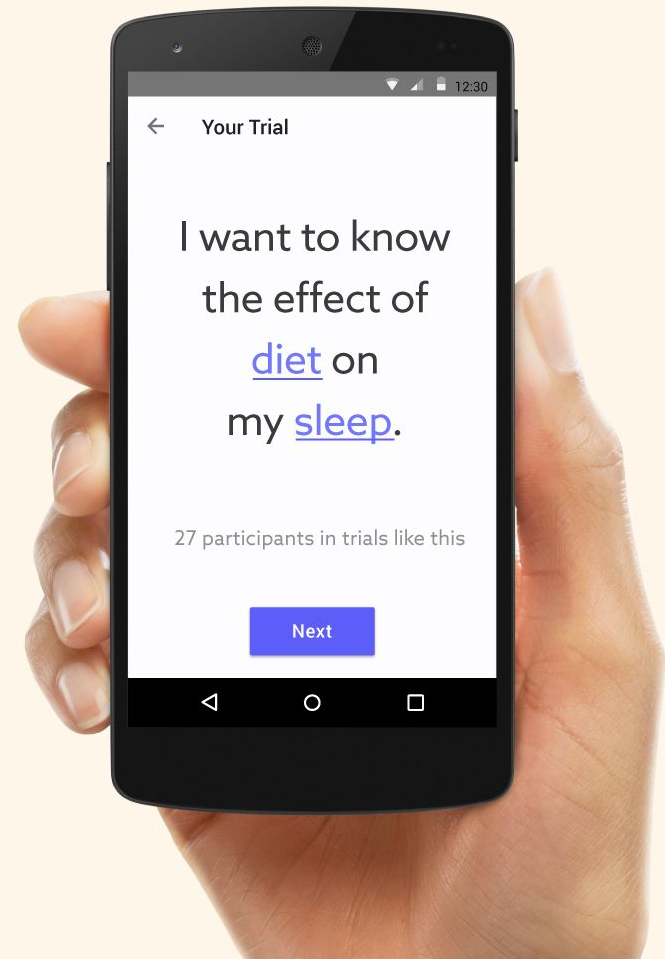 12:30
Your Trial
I want to know
the effect of
diet on
my sleep.
27 participants in trials like this
Next